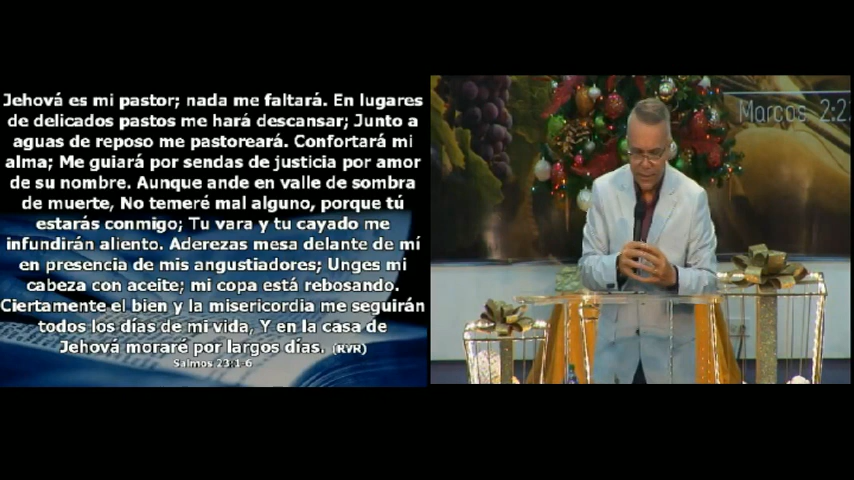 Jehová es mi pastor; nada me faltará. En lugares
de delicados pastos me hará descansar; Junto a
aguas de reposo me pastoreará. Confortará mi
alma; Me guiará por sendas de justicia por amor
de su nombre. Aunque ande en valle de sombra
de muerte, No temeré mal alguno, porque tú
estarás conmigo; Tu vara y tu cayado me
infundirán aliento. Aderezas mesa delante de mí
en presencia de mis angustiadores; Unges mi
cabeza con aceite; mi copa está rebosando.
Ciertamente el bien y la misericordia me seguirán
todos los días de mi vida, Y en la casa de
Jehová moraré por largos días. (RVR)
Salmos 23:1-6
Marcos 2:2